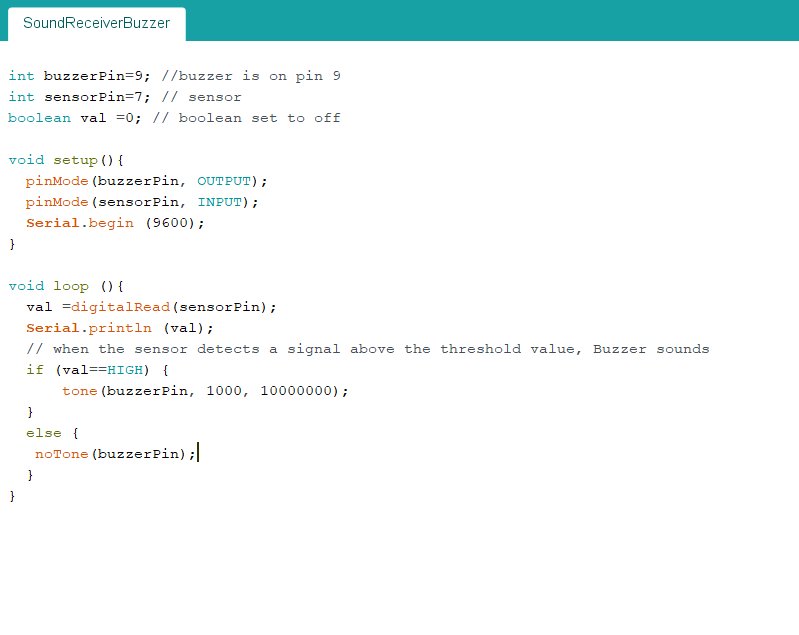 SoundReceiverBuzzer
int buzzerPin=9; //buzzer is on pin 9
int sensorPin=7; // sensor
boolean val =0; // boolean set to off
void setup(){
pinMode(buzzerPin, OUTPUT);
pinMode(sensorPin, INPUT);
Serial.begin (9600);
}
void loop (){
val =digitalRead(sensorPin);
Serial.println (val);
// when the sensor detects a signal above the threshold value, Buzzer sounds
if (val==HIGH) {
tone(buzzerPin, 1000, 10000000);
}
else {
noTone(buzzerPin);
}
}